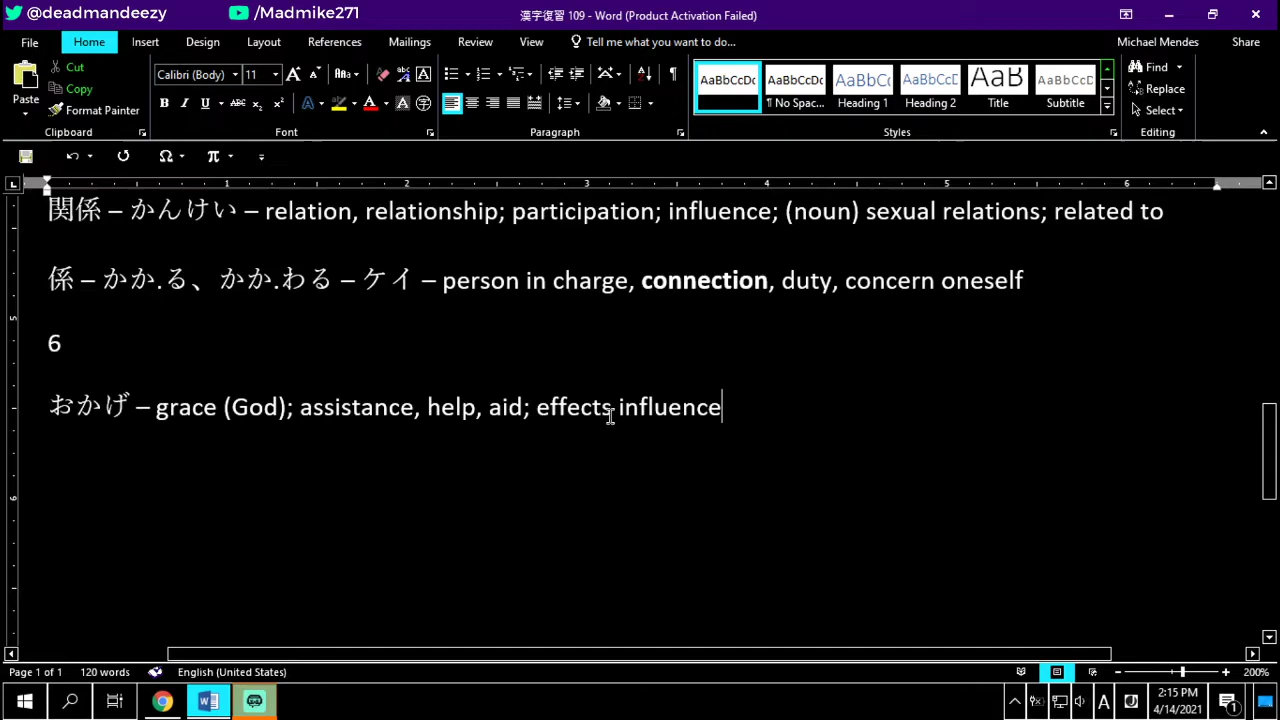 @deadmandeezy /Madmike271 漢字復習 109 - Word (Product Activation Failed)
File Home Insert Design Layout References Mailings Review View Tell me what you want to do... Michael Mendes Share
Paste Cut Copy Format Painter
Calibri (Body) 11
AaBbCcDc AaBbCcDc AaBbCc AaBbCcD AaB AaBbCcD
¶ No Spac... Heading 1 Heading 2 Title Subtitle
Find Replace Select
Clipboard Font Paragraph Styles Editing
1 2 3 4 5 6
関係 – かんけい – relation, relationship; participation; influence; (noun) sexual relations; related to
係 – かか.る、かか.わる – ケイ – person in charge, connection, duty, concern oneself
6
おかげ – grace (God); assistance, help, aid; effects influence
Page 1 of 1 120 words English (United States) 200%
2:15 PM
4/14/2021